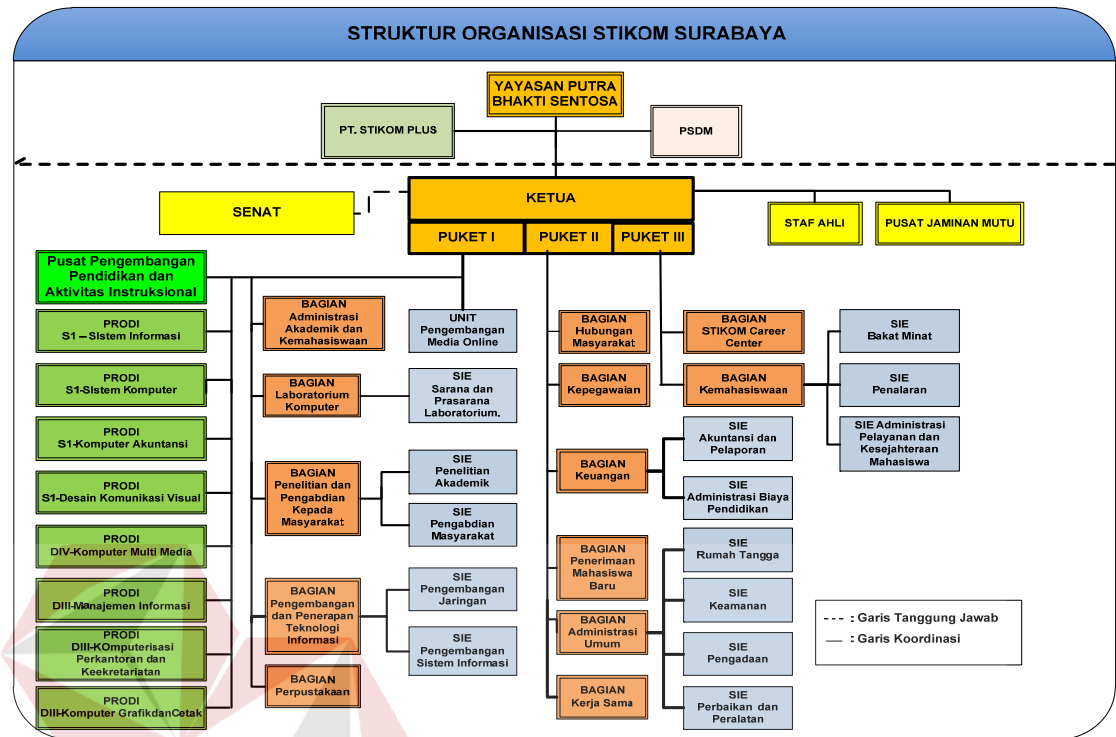 STRUKTUR ORGANISASI STIKOM SURABAYA
YAYASAN PUTRA
BHAKTI SENTOSA
PT. STIKOM PLUS
PSDM
KETUA
SENAT
STAF AHLI
PUSAT JAMINAN MUTU
PUKET I
PUKET II
PUKET III
Pusat Pengembangan
Pendidikan dan
Aktivitas Instruksional
PRODI
S1 – SIstem Informasi
PRODI
S1-SIstem Komputer
PRODI
S1-Komputer Akuntansi
PRODI
S1-Desain Komunikasi Visual
PRODI
DIV-Komputer Multi Media
PRODI
DIII-Manajemen Informasi
PRODI
DIII-KOmputerisasi
Perkantoran dan
Keekretariatan
PRODI
DIII-Komputer GrafikdanCetak
BAGIAN
Administrasi
Akademik dan
Kemahasiswaan
BAGIAN
Laboratorium
Komputer
BAGiAN
Penelitian dan
Pengabdian
Kepada
Masyarakat
BAGIAN
Pengembangan
dan Penerapan
Teknologi
Informasi
BAGIAN
Perpustakaan
UNIT
Pengembangan
Media Online
SIE
Sarana dan
Prasarana
Laboratorium.
SIE
Penelitian
Akademik
SIE
Pengabdian
Masyarakat
SIE
Pengembangan
Jaringan
SIE
Pengembangan
Sistem Informasi
BAGIAN
Hubungan
Masyarakat
BAGIAN
Kepegawaian
BAGIAN
Keuangan
BAGIAN
Penerimaan
Mahasiswa
Baru
BAGIAN
Administrasi
Umum
BAGIAN
Kerja Sama
BAGIAN
STIKOM Career
Center
BAGIAN
Kemahasiswaan
SIE
Akuntansi dan
Pelaporan
SIE
Administrasi Biaya
Pendidikan
SIE
Rumah Tangga
SIE
Keamanan
SIE
Pengadaan
SIE
Perbaikan dan
Peralatan
SIE
Bakat Minat
SIE
Penalaran
SIE Administrasi
Pelayanan dan
Kesejahteraan
Mahasiswa
--- : Garis Tanggung Jawab
— : Garis Koordinasi